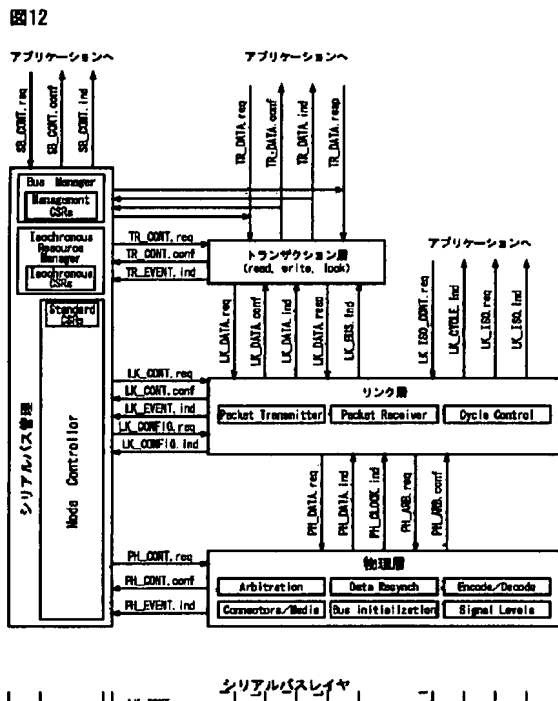 図12
アプリケーションへ
アプリケーションへ
SB_CONT.req
SB_CONT.conf
SB_CONT.ind
TR_DATA.req
TR-DATA.conf
TR_DATA.ind
TR_DATA.resp
Bus Manager
Management
CSRs
Isochronous
Resource
Manager
Isochronous
CSRs
Standard
CSRs
Node Controller
シリアルバス管理
TR_CONT.req
TR_CONT.conf
TR_EVENT.ind
トランザクション層
(read, write, lock)
アプリケーションへ
LK_DATA.req
LK_DATA.conf
LK_DATA.ind
LK_DATA.resp
LK_BUS.ind
LK_ISO_CONT.req
LK_CYCLE.ind
LK_ISO.req
LK_ISO.ind
LK_CONT.req
LK_CONT.conf
LK_EVENT.ind
LK_CONFIG.req
LK_CONFIG.ind
リンク層
Packet Transmitter
Packet Receiver
Cycle Control
PH_DATA.req
PH_DATA.ind
PH_CLOCK.ind
PH_ARB.req
PH_ARB.conf
PH_CONT.req
PH_CONT.conf
PH_EVENT.ind
物理層
Arbitration
Data Resynch
Encode/Decode
Connectors/Media
Bus initialization
Signal Levels
シリアルバスレイヤ